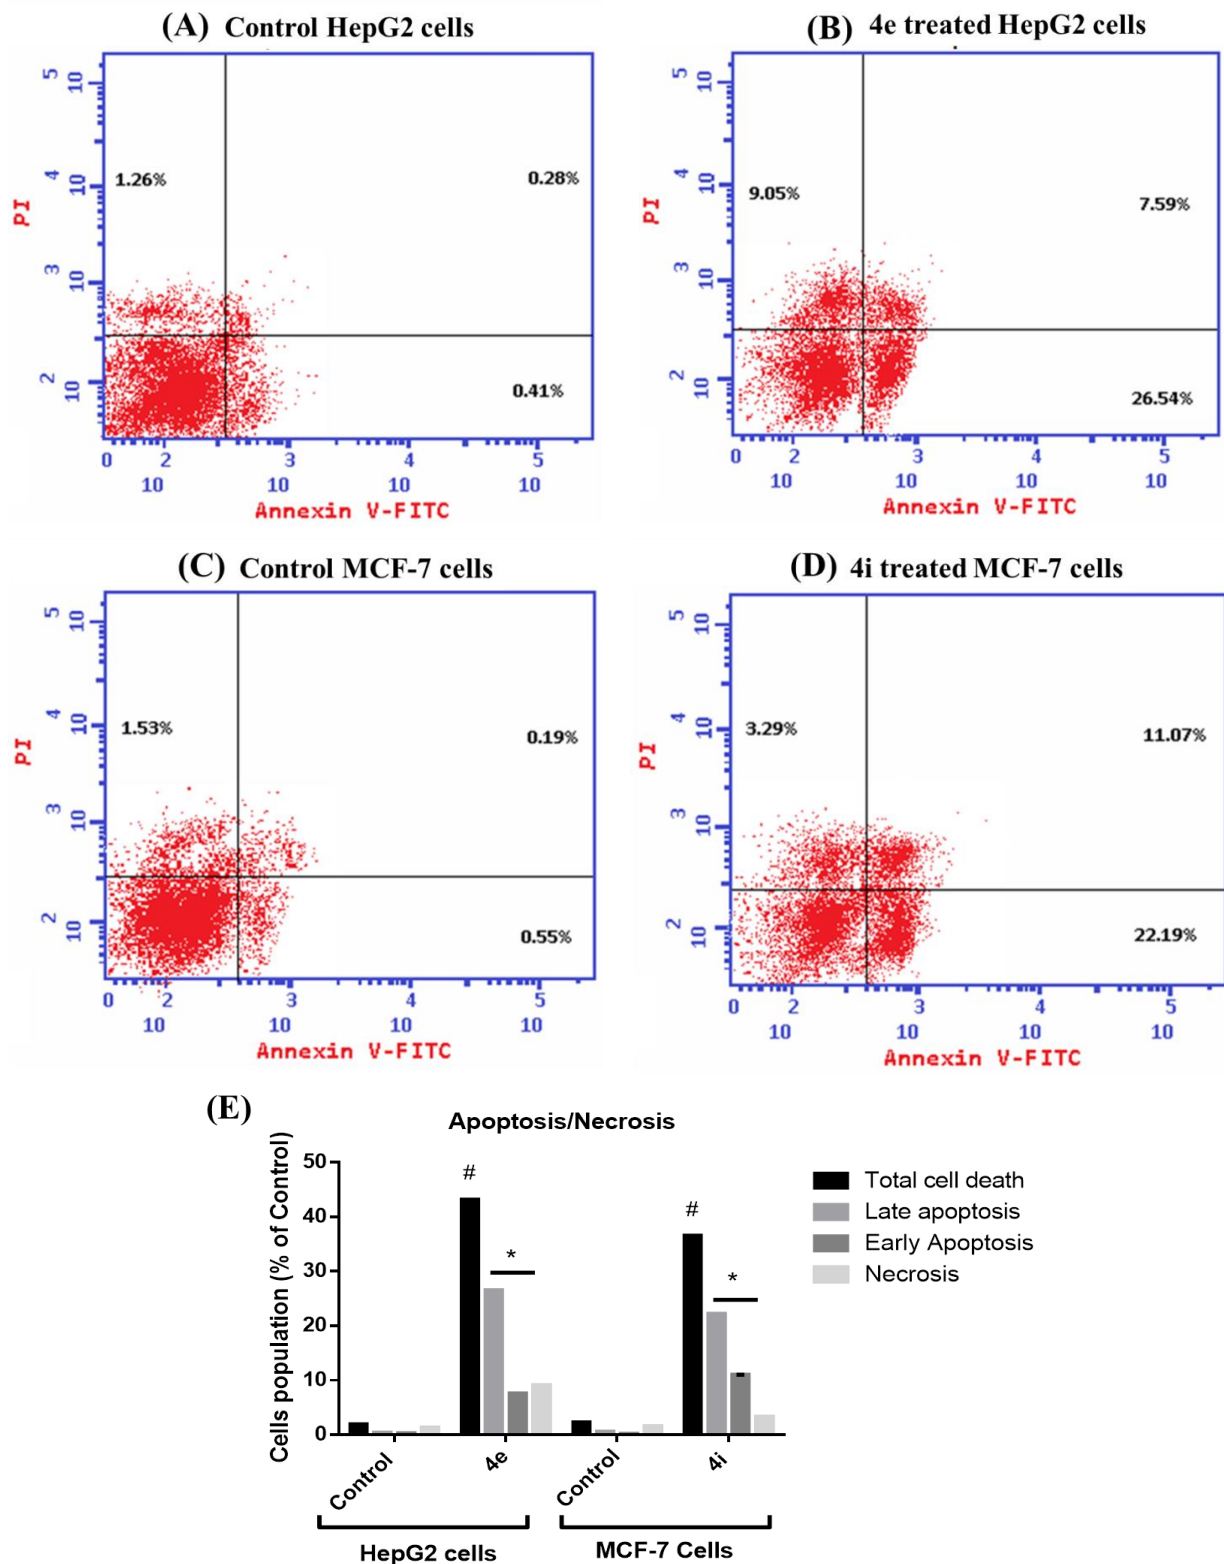 (A) Control HepG2 cells
5
10
4
10
3
10
2
10
PI
1.26%
0.28%
0.41%
0 2 3 4 5
10 10 10 10
Annexin V-FITC
(B) 4e treated HepG2 cells
5
10
4
10
3
10
2
10
PI
9.05%
7.59%
26.54%
0 2 3 4 5
10 10 10 10
Annexin V-FITC
(C) Control MCF-7 cells
5
10
4
10
3
10
2
10
PI
1.53%
0.19%
0.55%
0 2 3 4 5
10 10 10 10
Annexin V-FITC
(D) 4i treated MCF-7 cells
5
10
4
10
3
10
2
10
PI
3.29%
11.07%
22.19%
0 2 3 4 5
10 10 10 10
Annexin V-FITC
(E)
Apoptosis/Necrosis
Cells population (% of Control)
50
40
30
20
10
0
#
*
#
*
Total cell death
Late apoptosis
Early Apoptosis
Necrosis
Control 4e Control 4i
HepG2 cells MCF-7 Cells